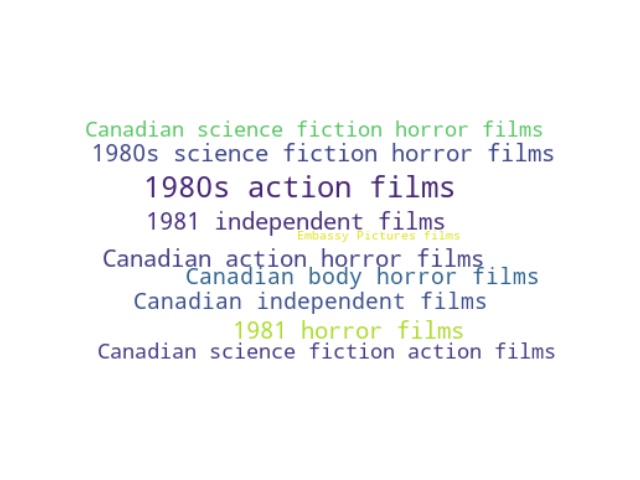 Canadian science fiction horror films
1980s science fiction horror films
1980s action films
1981 independent films
Embassy Pictures films
Canadian action horror films
Canadian body horror films
Canadian independent films
1981 horror films
Canadian science fiction action films